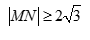 |MN| ≥ 2√3